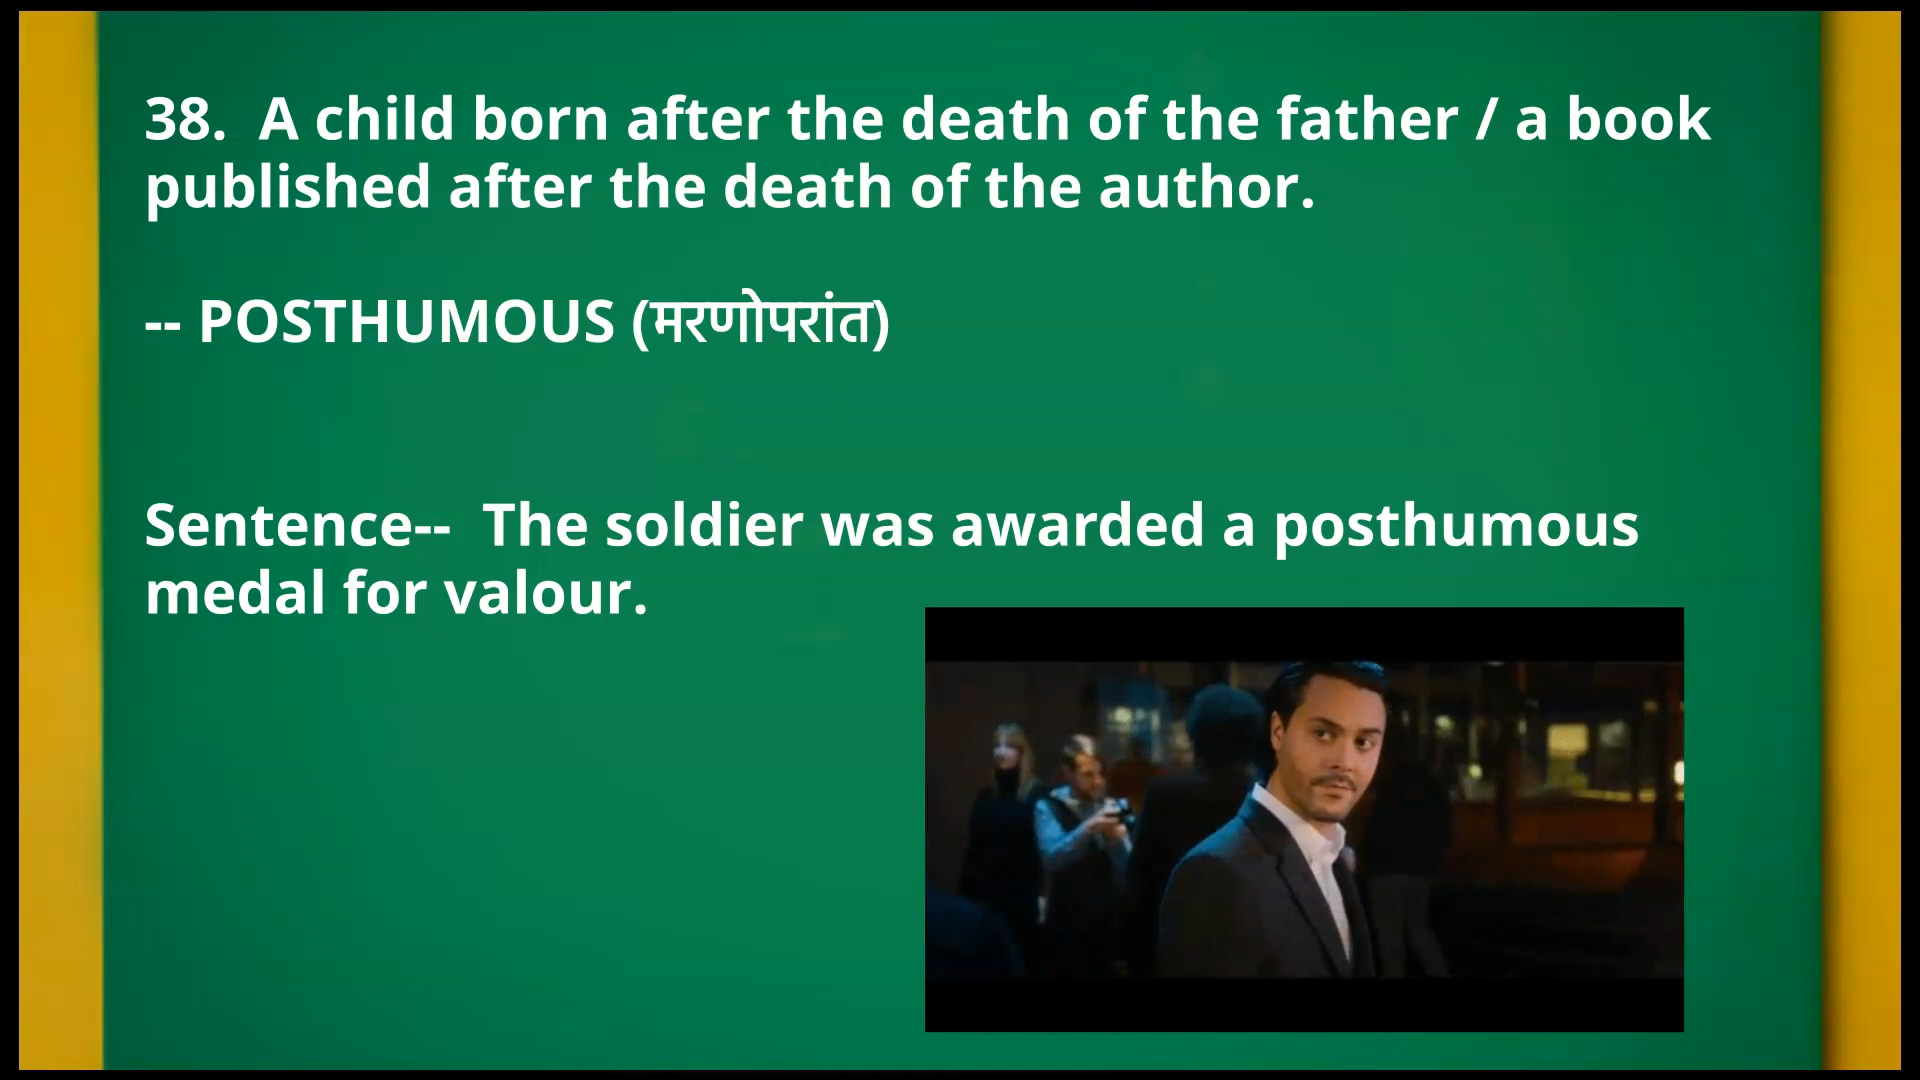 38. A child born after the death of the father / a book
published after the death of the author.
-- POSTHUMOUS (मरणोपरांत)
Sentence-- The soldier was awarded a posthumous
medal for valour.